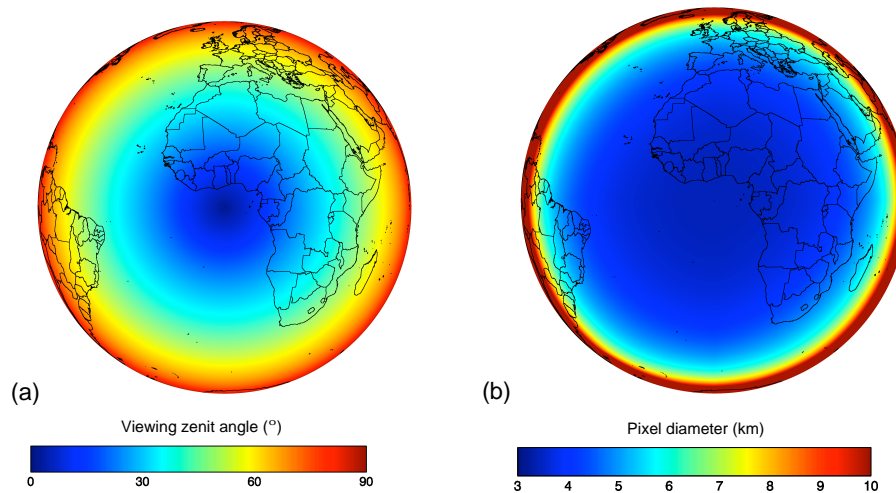 (a)
(b)
Viewing zenit angle (°)
0 30 60 90
Pixel diameter (km)
3 4 5 6 7 8 9 10